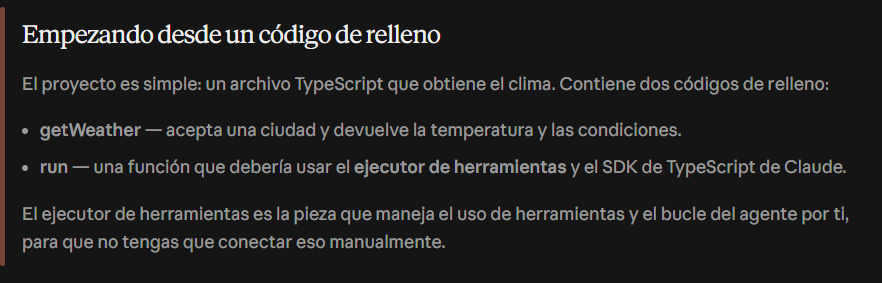 Empezando desde un código de relleno
El proyecto es simple: un archivo TypeScript que obtiene el clima. Contiene dos códigos de relleno:
• getWeather — acepta una ciudad y devuelve la temperatura y las condiciones.
• run — una función que debería usar el ejecutor de herramientas y el SDK de TypeScript de Claude.
El ejecutor de herramientas es la pieza que maneja el uso de herramientas y el bucle del agente por ti,
para que no tengas que conectar eso manualmente.